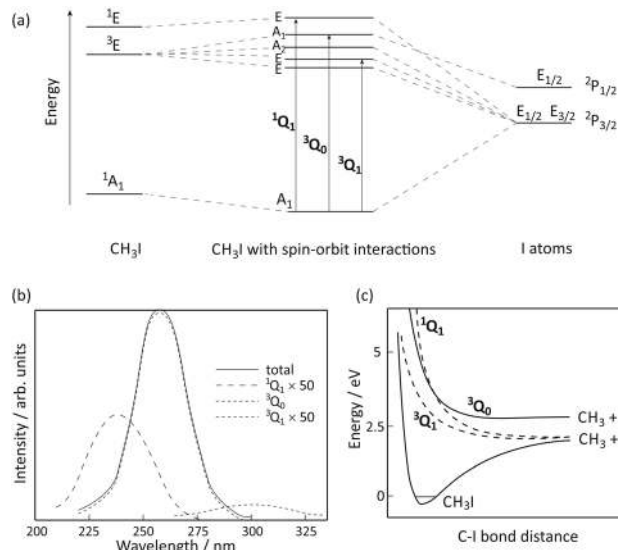 (a)
Energy
¹E
³E
¹A₁
E
A₁
A₂
E
E
A₁
¹Q₁
³Q₀
³Q₁
E₁/₂ ²P₁/₂
E₁/₂ E₃/₂ ²P₃/₂
CH₃I
CH₃I with spin-orbit interactions
I atoms
(b)
Intensity / arb. units
total
¹Q₁ × 50
³Q₀
³Q₁ × 50
200 225 250 275 300 325
Wavelength / nm
(c)
Energy / eV
5
2.5
0
¹Q₁
³Q₀
³Q₁
CH₃ +
CH₃ +
CH₃I
C-I bond distance